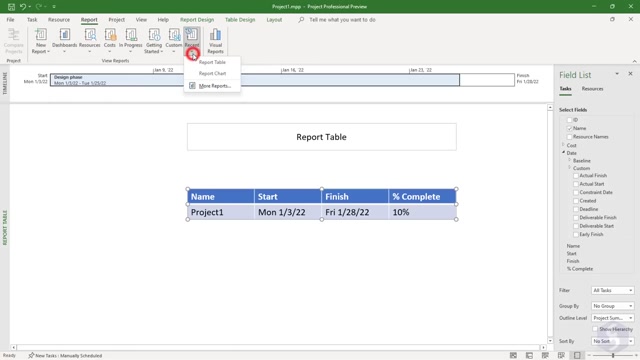 Project1.mpp - Project Professional Preview
File Task Resource Report Project View Help Report Design Table Design Layout Tell me what you want to do
Compare Projects New Report Dashboards Resources Costs In Progress Getting Started Custom Recent Visual Reports
Project View Reports
Report Table
Report Chart
More Reports...
TIMELINE
Start
Mon 1/3/22
Jan 9, '22 Jan 16, '22 Jan 23, '22
Design phase
Mon 1/3/22 - Tue 1/25/22
Finish
Fri 1/28/22
REPORT TABLE
Report Table
Name Start Finish % Complete
Project1 Mon 1/3/22 Fri 1/28/22 10%
Field List
Tasks Resources
Select Fields
ID
Name
Resource Names
Cost
Data
Baseline
Custom
Actual Finish
Actual Start
Constraint Date
Created
Deadline
Deliverable Finish
Deliverable Start
Early Finish
Name
Start
Finish
% Complete
Filter All Tasks
Group By No Group
Outline Level Project Sum...
Show Hierarchy
Sort By No Sort
Ready New Tasks : Manually Scheduled